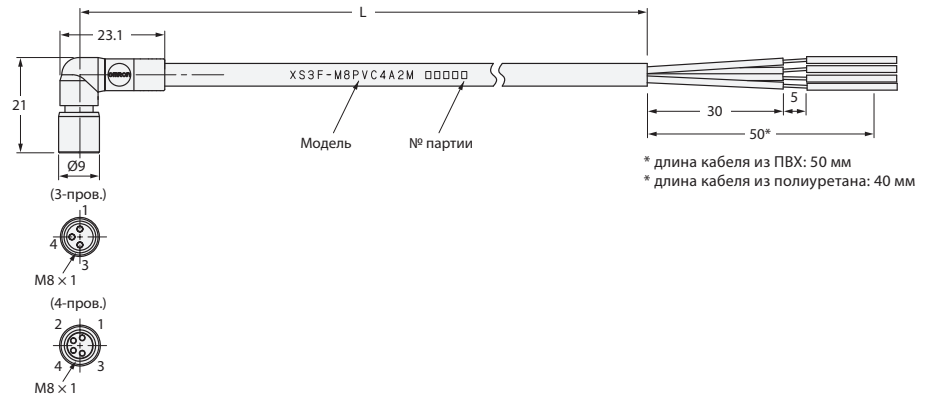 L
23.1
OMRON
XS3F-M8PVC4A2M □□□□□
21
5
30
50*
Модель
№ партии
Ø9
* длина кабеля из ПВХ: 50 мм
* длина кабеля из полиуретана: 40 мм
(3-пров.)
1
4
3
M8 × 1
(4-пров.)
2
1
4
3
M8 × 1